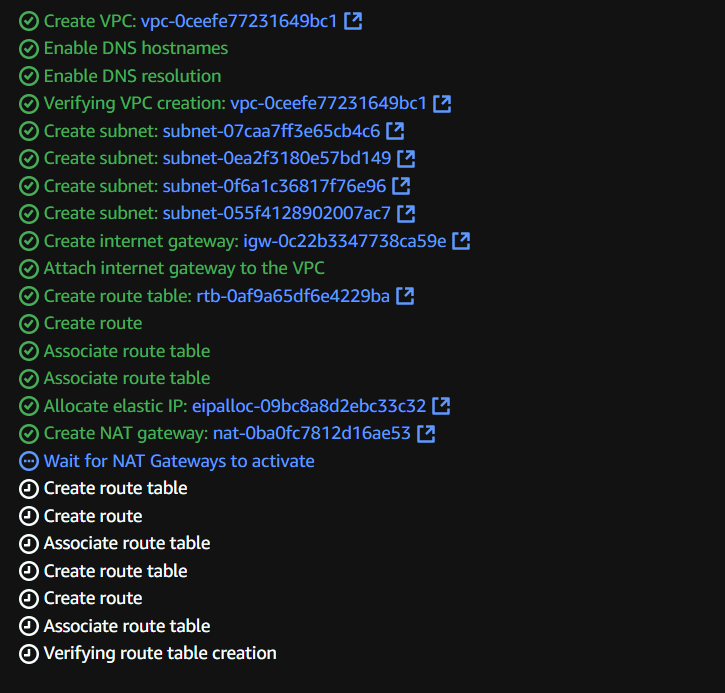 Create VPC: vpc-0ceefe77231649bc1
Enable DNS hostnames
Enable DNS resolution
Verifying VPC creation: vpc-0ceefe77231649bc1
Create subnet: subnet-07caa7ff3e65cb4c6
Create subnet: subnet-0ea2f3180e57bd149
Create subnet: subnet-0f6a1c36817f76e96
Create subnet: subnet-055f4128902007ac7
Create internet gateway: igw-0c22b3347738ca59e
Attach internet gateway to the VPC
Create route table: rtb-0af9a65df6e4229ba
Create route
Associate route table
Associate route table
Allocate elastic IP: eipalloc-09bc8a8d2ebc33c32
Create NAT gateway: nat-0ba0fc7812d16ae53
Wait for NAT Gateways to activate
Create route table
Create route
Associate route table
Create route table
Create route
Associate route table
Verifying route table creation